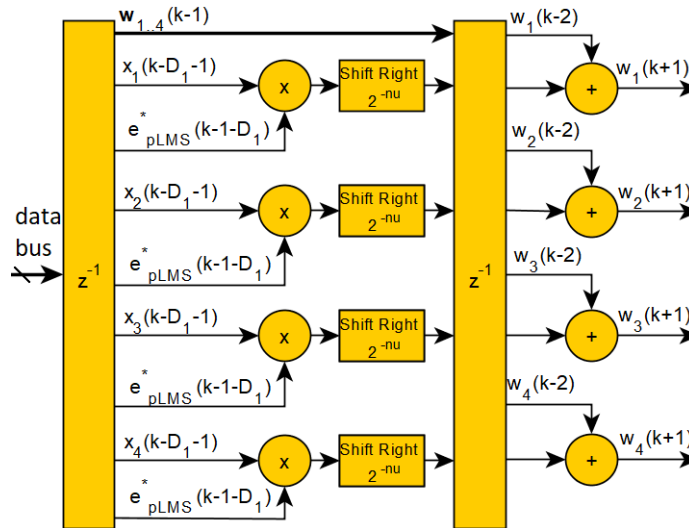 w1..4(k-1)
w1(k-2)
x1(k-D1-1)
x
Shift Right
2^-nu
+
w1(k+1)
e*pLMS(k-1-D1)
w2(k-2)
x2(k-D1-1)
x
Shift Right
2^-nu
+
w2(k+1)
data
bus
e*pLMS(k-1-D1)
z^-1
z^-1
w3(k-2)
x3(k-D1-1)
x
Shift Right
2^-nu
+
w3(k+1)
e*pLMS(k-1-D1)
w4(k-2)
x4(k-D1-1)
x
Shift Right
2^-nu
+
w4(k+1)
e*pLMS(k-1-D1)